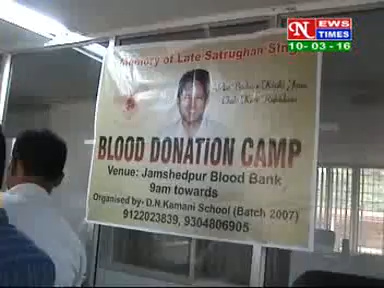 NEWS
TIMES
10-03-16
Memory of Late Satrughan
BLOOD DONATION CAMP
Venue: Jamshedpur Blood Bank
9am towards
Organised by- D.N.Kamani School (Batch 2007)
9122023839, 9304806905